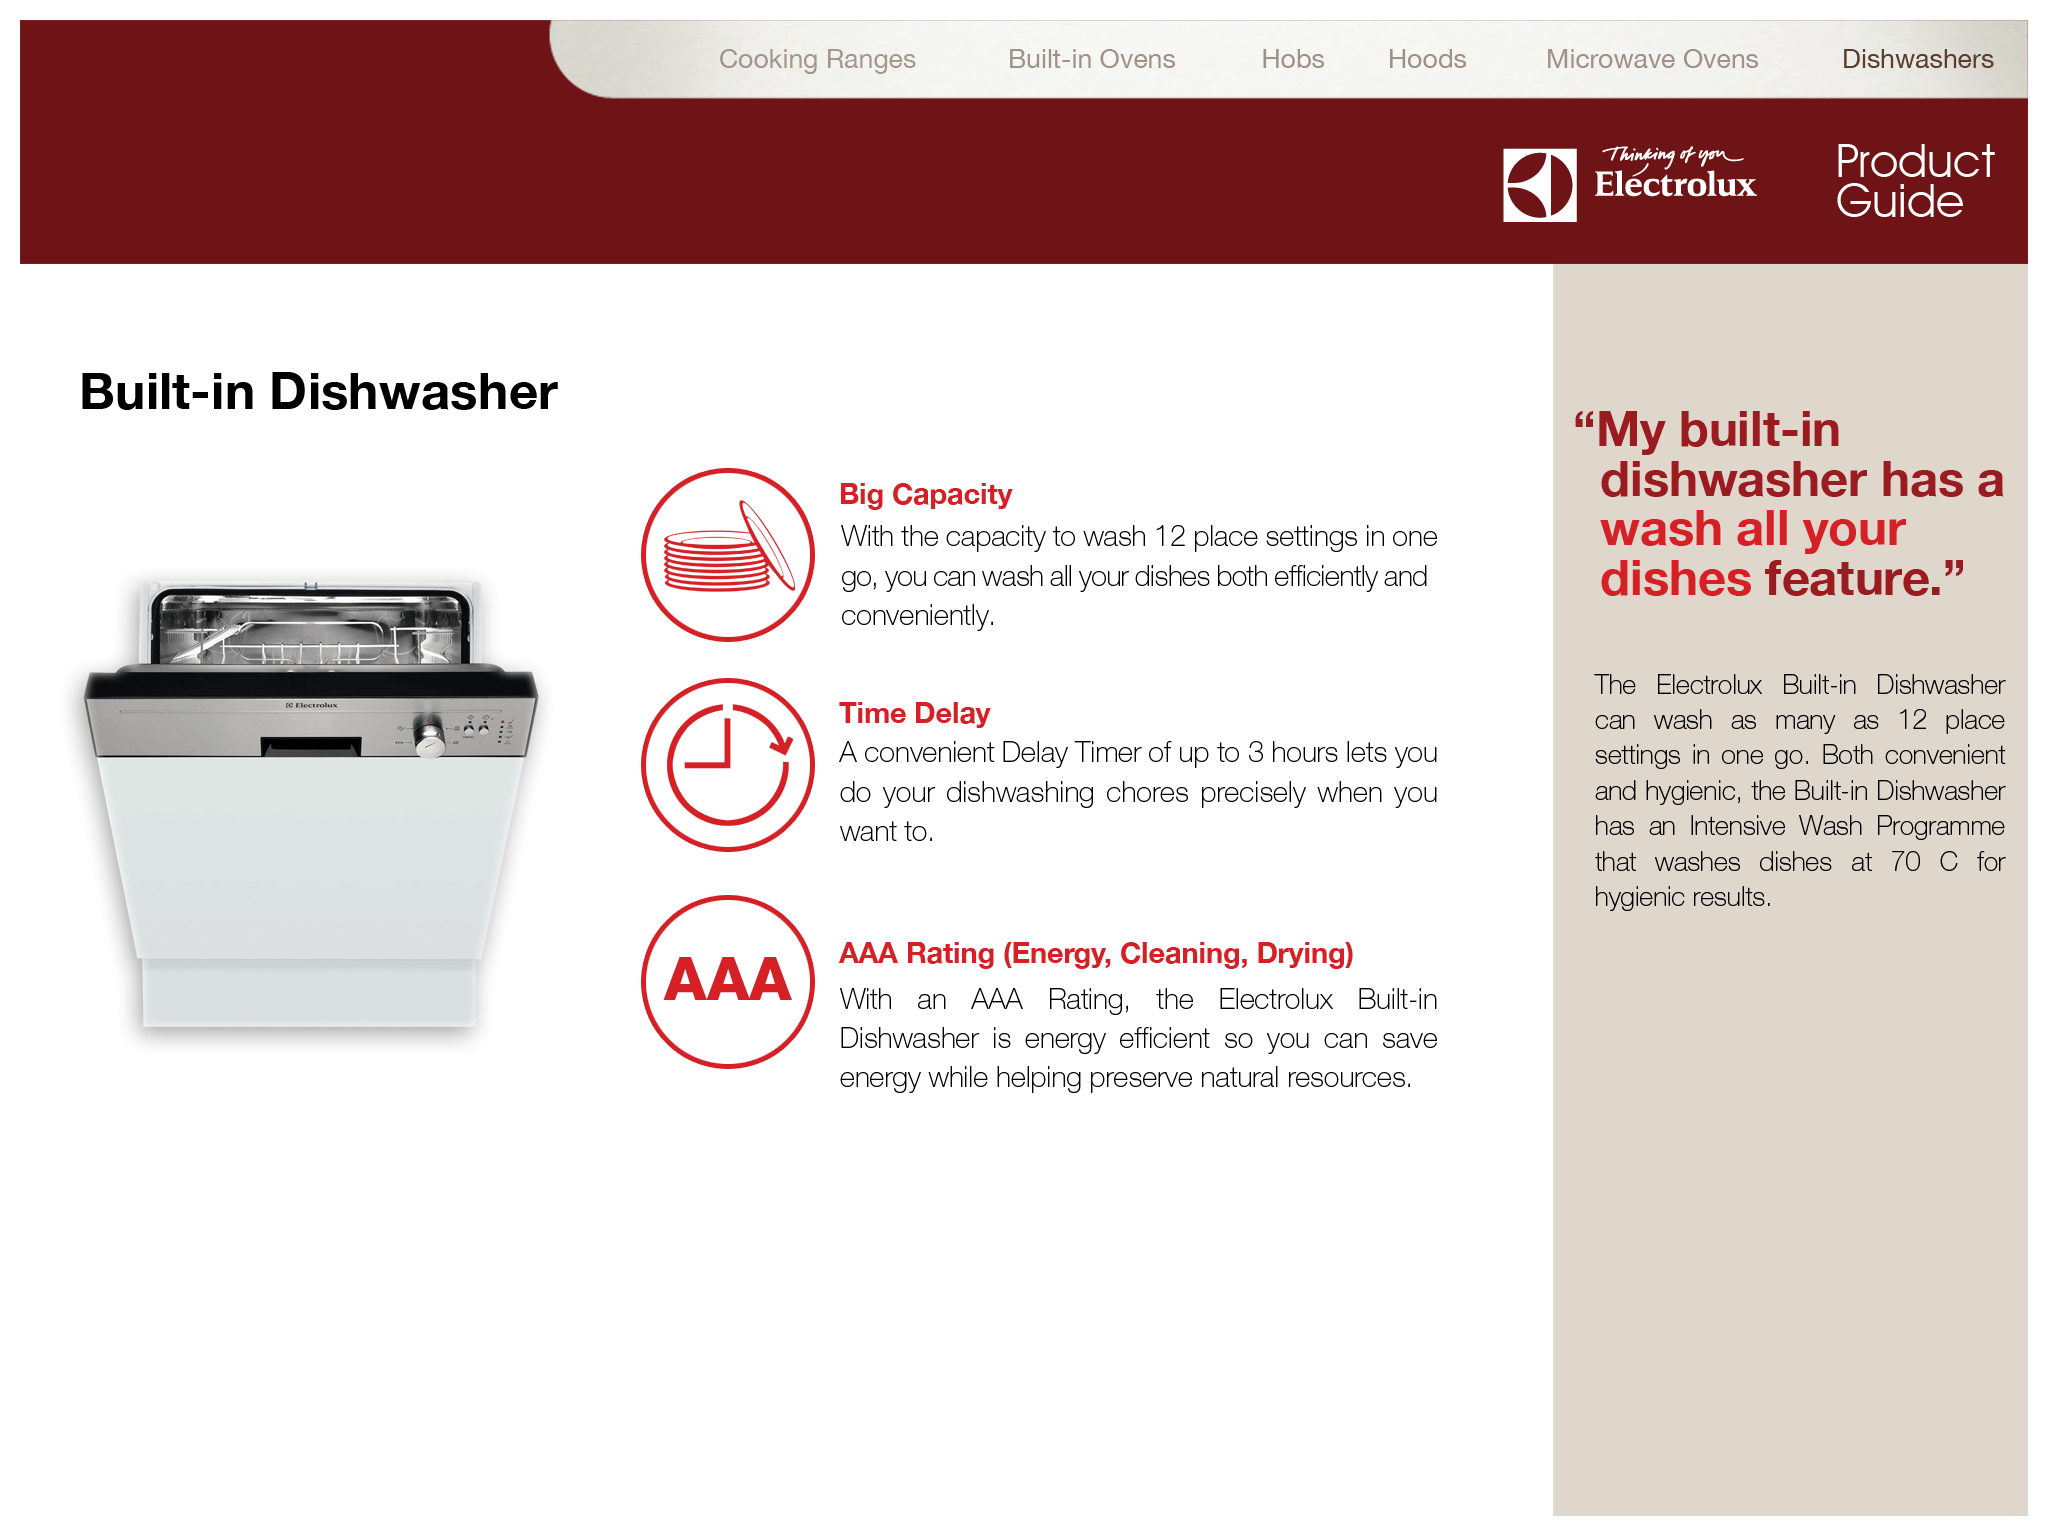 Cooking Ranges Built-in Ovens Hobs Hoods Microwave Ovens Dishwashers
Thinking of you
Electrolux
Product
Guide
Built-in Dishwasher
Electrolux
Big Capacity
With the capacity to wash 12 place settings in one
go, you can wash all your dishes both efficiently and
conveniently.
Time Delay
A convenient Delay Timer of up to 3 hours lets you
do your dishwashing chores precisely when you
want to.
AAA
AAA Rating (Energy, Cleaning, Drying)
With an AAA Rating, the Electrolux Built-in
Dishwasher is energy efficient so you can save
energy while helping preserve natural resources.
“My built-in
dishwasher has a
wash all your
dishes feature.”
The Electrolux Built-in Dishwasher
can wash as many as 12 place
settings in one go. Both convenient
and hygienic, the Built-in Dishwasher
has an Intensive Wash Programme
that washes dishes at 70 C for
hygienic results.